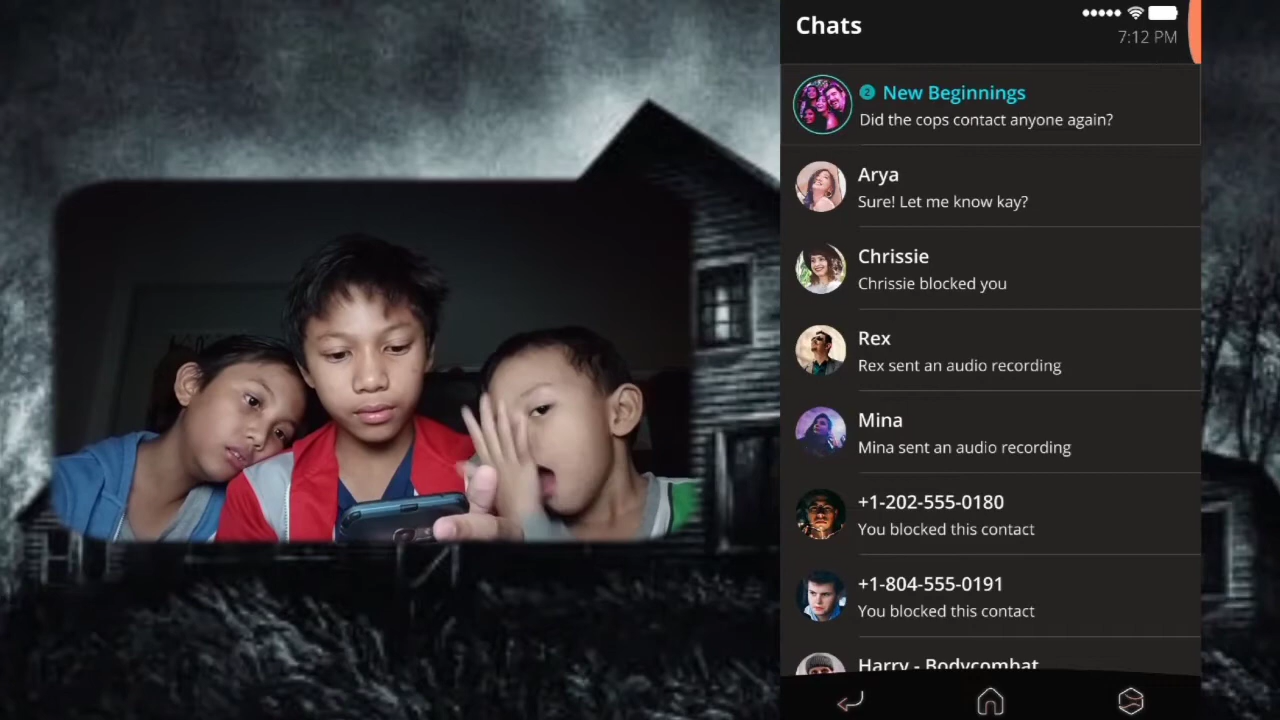 Chats
7:12 PM
2 New Beginnings
Did the cops contact anyone again?
Arya
Sure! Let me know kay?
Chrissie
Chrissie blocked you
Rex
Rex sent an audio recording
Mina
Mina sent an audio recording
+1-202-555-0180
You blocked this contact
+1-804-555-0191
You blocked this contact
Harry - Bodycombat